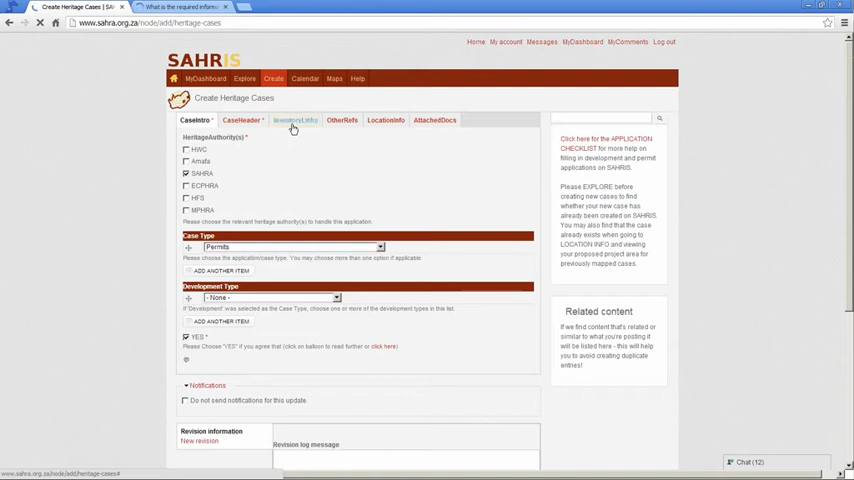 Create Heritage Cases | SAH
What is the required informa
www.sahra.org.za/node/add/heritage-cases
Home My account Messages MyDashboard MyComments Log out
SAHRIS
MyDashboard Explore Create Calendar Maps Help
Create Heritage Cases
CaseIntro * CaseHeader * InventoryEntry OtherRefs LocationInfo AttachedDocs
HeritageAuthority(s) *
HWC
Amafa
SAHRA
ECPHRA
HFS
MPHRA
Please choose the relevant heritage authority(s) to handle this application.
Case Type
Permits
Please choose the application/case type. You may choose more than one option if applicable.
ADD ANOTHER ITEM
Development Type
- None -
If 'Development' was selected as the Case Type, choose one or more of the development types in this list.
ADD ANOTHER ITEM
YES *
Please Choose "YES" if you agree that (click on balloon to read further or click here)
Notifications
Do not send notifications for this update.
Revision information
New revision
Revision log message
Click here for the APPLICATION
CHECKLIST for more help on
filling in development and permit
applications on SAHRIS.
Please EXPLORE before
creating new cases to find
whether your new case has
already been created on SAHRIS.
You may also find that the case
already exists when going to
LOCATION INFO and viewing
your proposed project area for
previously mapped cases.
Related content
If we find content that's related or
similar to what you're posting it
will be listed here - this will help
you to avoid creating duplicate
entries!
Chat (12)
www.sahra.org.za/node/add/heritage-cases#